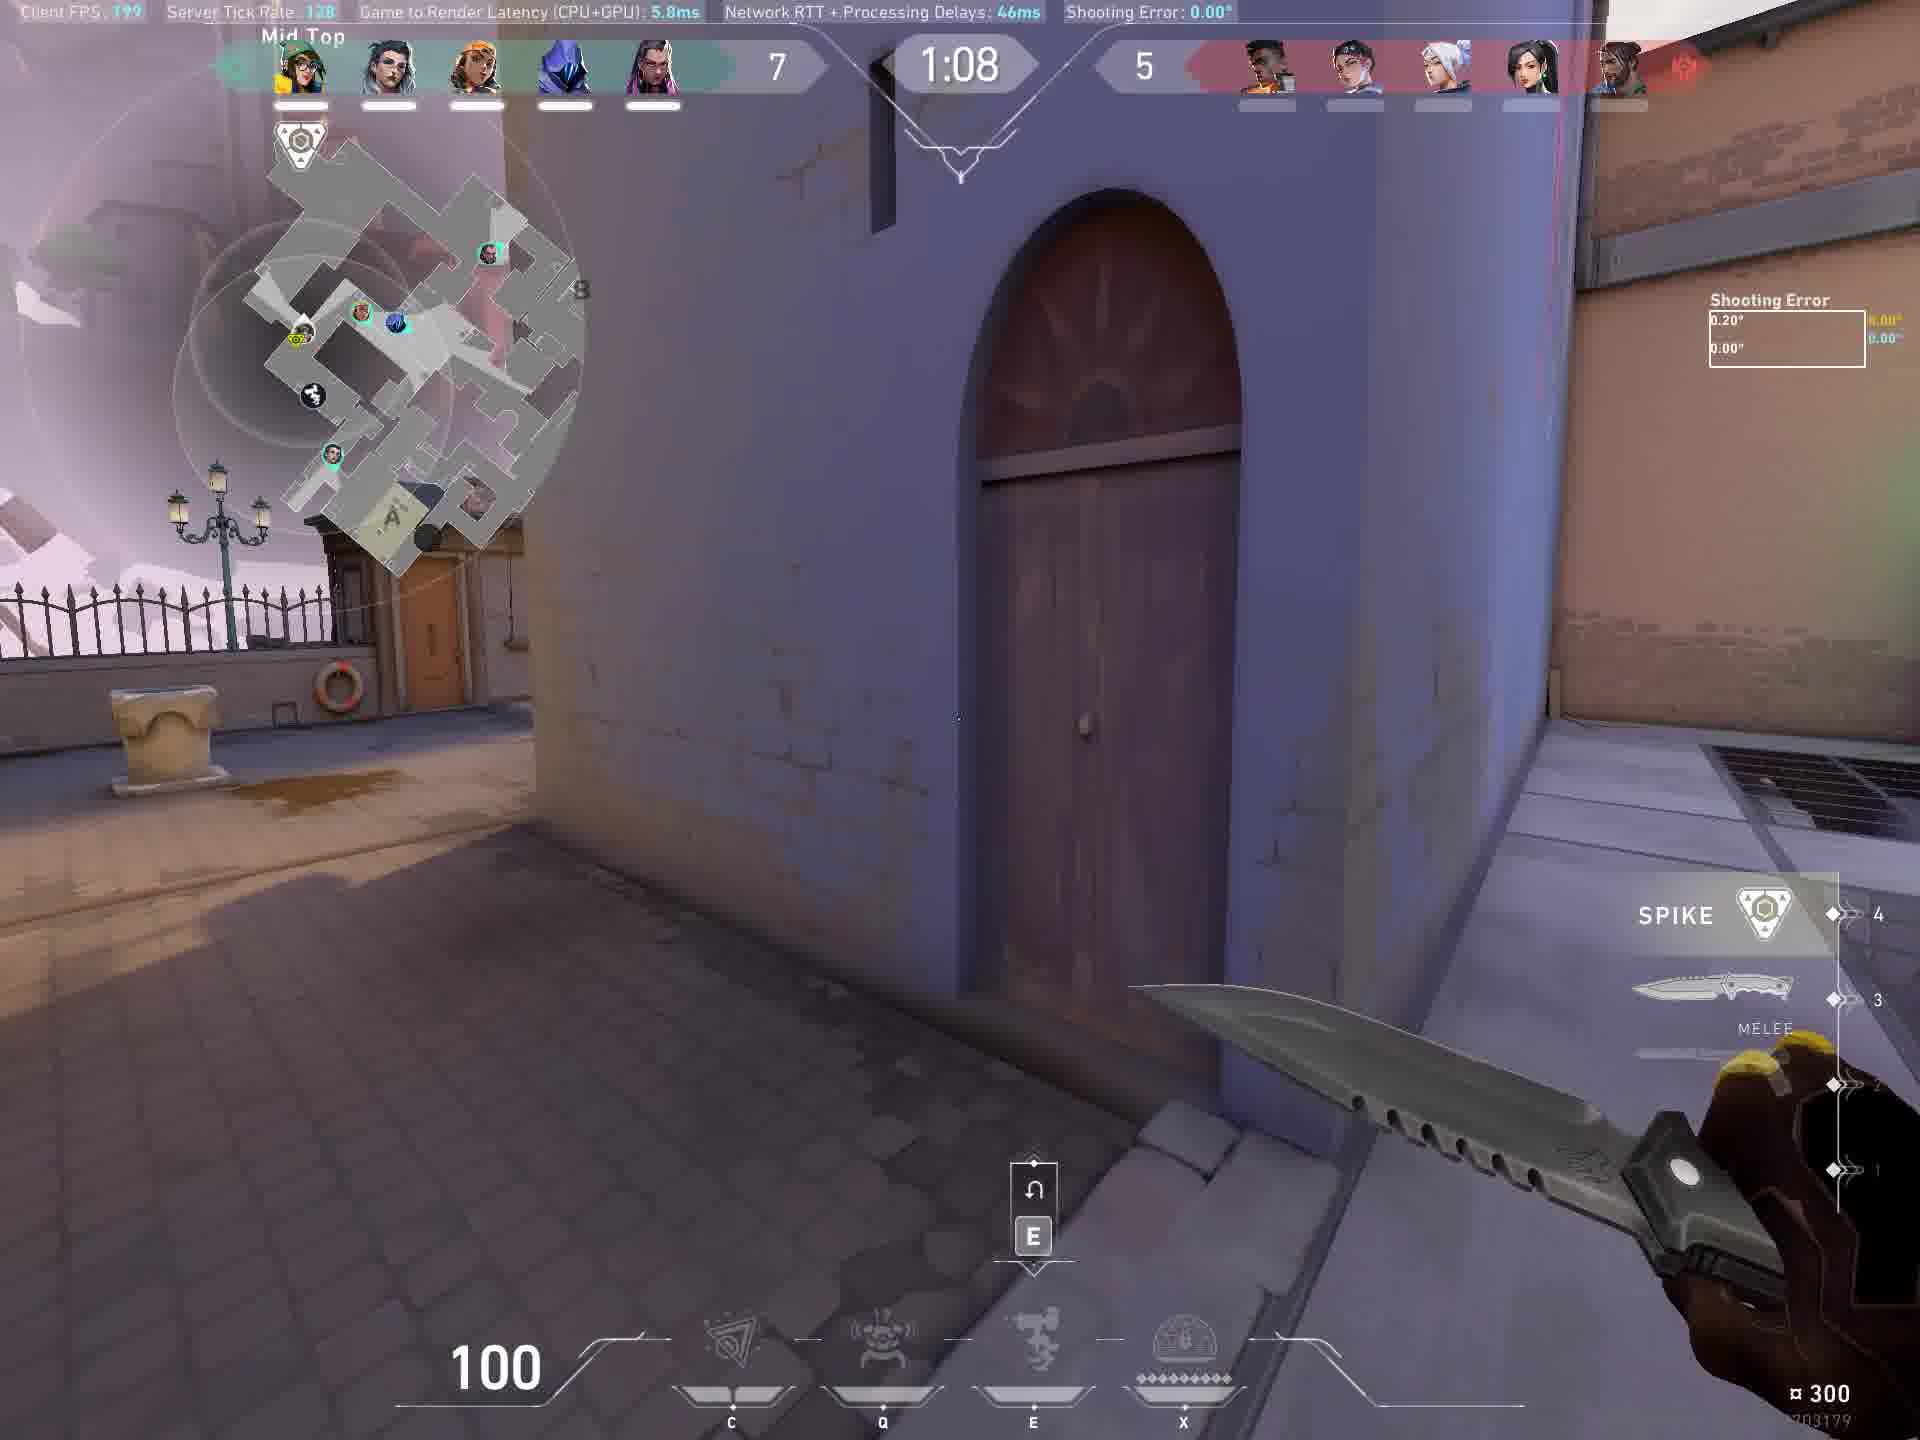 Client FPS: 199 Server Tick Rate: 128 Game to Render Latency (CPU+GPU): 5.8ms Network RTT + Processing Delays: 46ms Shooting Error: 0.00°
Mid Top
7 1:08 5
B
A
Shooting Error
0.20°
0.00°
0.00°
SPIKE 4
3
MELEE
2
1
E
100
C Q E X
¤ 300